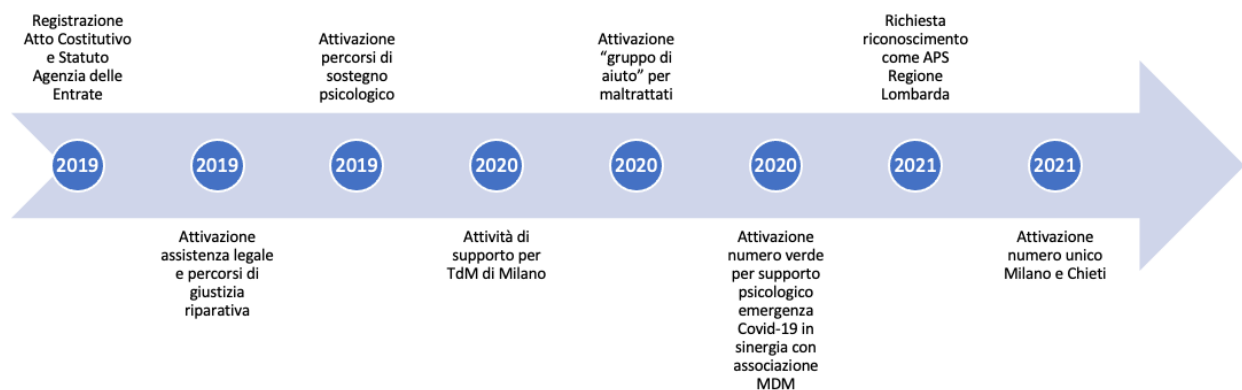 Registrazione
Atto Costitutivo
e Statuto
Agenzia delle
Entrate
2019
Attivazione
assistenza legale
e percorsi di
giustizia
riparativa
2019
Attivazione
percorsi di
sostegno
psicologico
2019
Attività di
supporto per
TdM di Milano
2020
Attivazione
“gruppo di
aiuto” per
maltrattati
2020
Attivazione
numero verde
per supporto
psicologico
emergenza
Covid-19 in
sinergia con
associazione
MDM
2020
Richiesta
riconoscimento
come APS
Regione
Lombarda
2021
Attivazione
numero unico
Milano e Chieti
2021